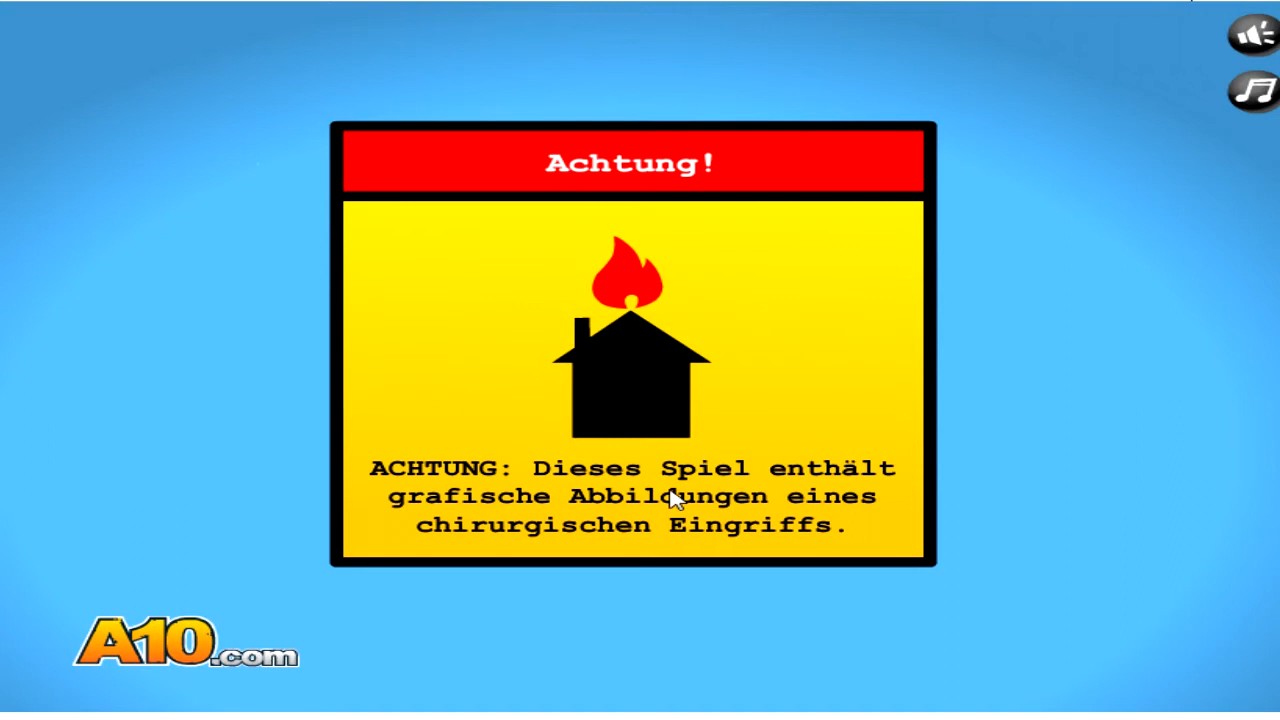 Achtung!
ACHTUNG: Dieses Spiel enthält
grafische Abbildungen eines
chirurgischen Eingriffs.
A10.com